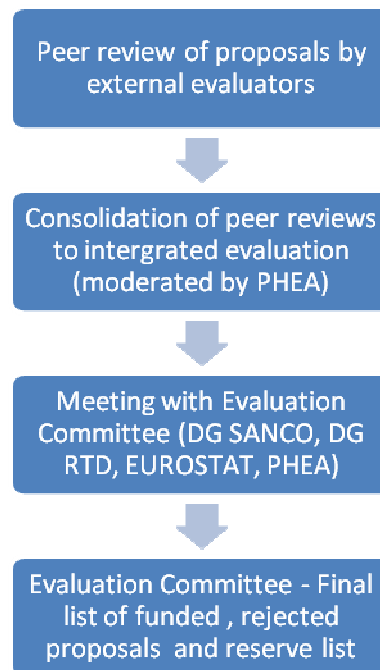 Peer review of proposals by
external evaluators
Consolidation of peer reviews
to intergrated evaluation
(moderated by PHEA)
Meeting with Evaluation
Committee (DG SANCO, DG
RTD, EUROSTAT, PHEA)
Evaluation Committee - Final
list of funded , rejected
proposals and reserve list